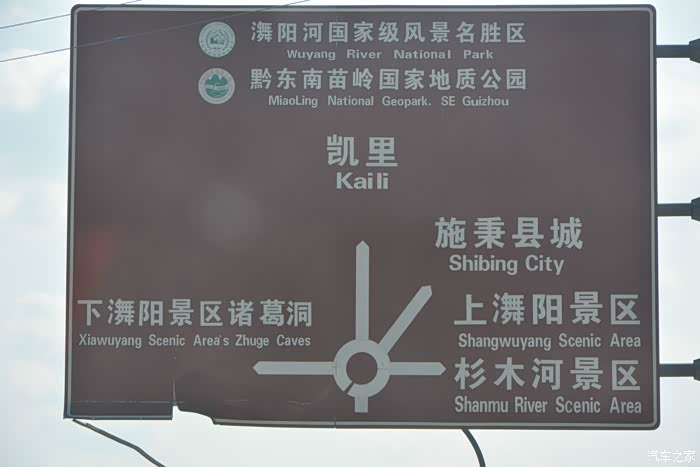 㵲阳河国家级风景名胜区
Wuyang River National Park
黔东南苗岭国家地质公园
MiaoLing National Geopark. SE Guizhou
凯里
Kaili
施秉县城
Shibing City
下㵲阳景区诸葛洞
Xiawuyang Scenic Area's Zhuge Caves
上㵲阳景区
Shangwuyang Scenic Area
杉木河景区
Shanmu River Scenic Area
汽车之家